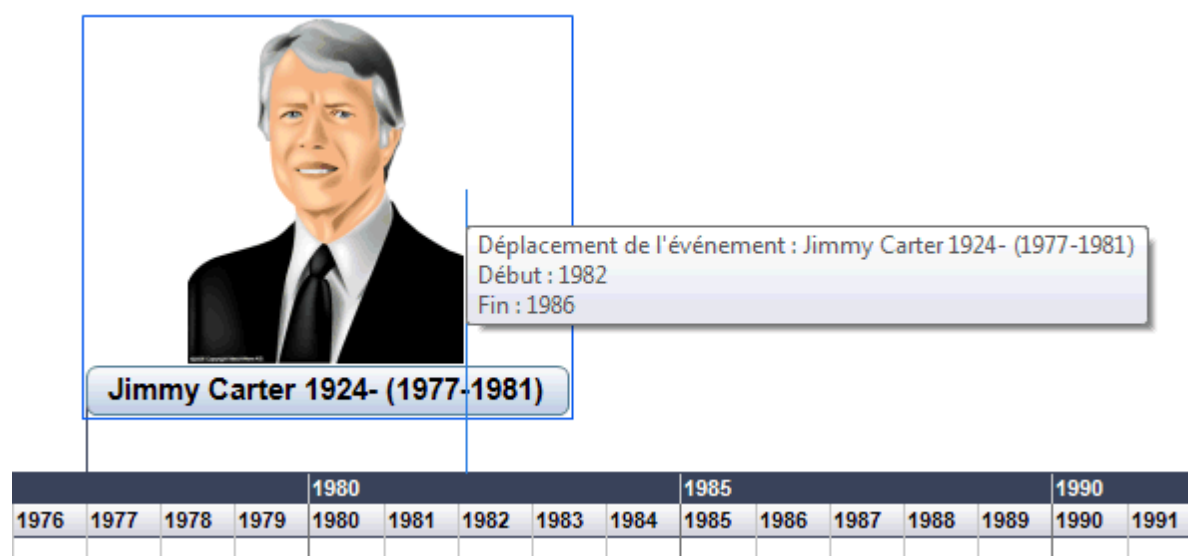 Déplacement de l'événement : Jimmy Carter 1924- (1977-1981)
Début : 1982
Fin : 1986
Jimmy Carter 1924- (1977-1981)
1980 1985 1990
1976 1977 1978 1979 1980 1981 1982 1983 1984 1985 1986 1987 1988 1989 1990 1991